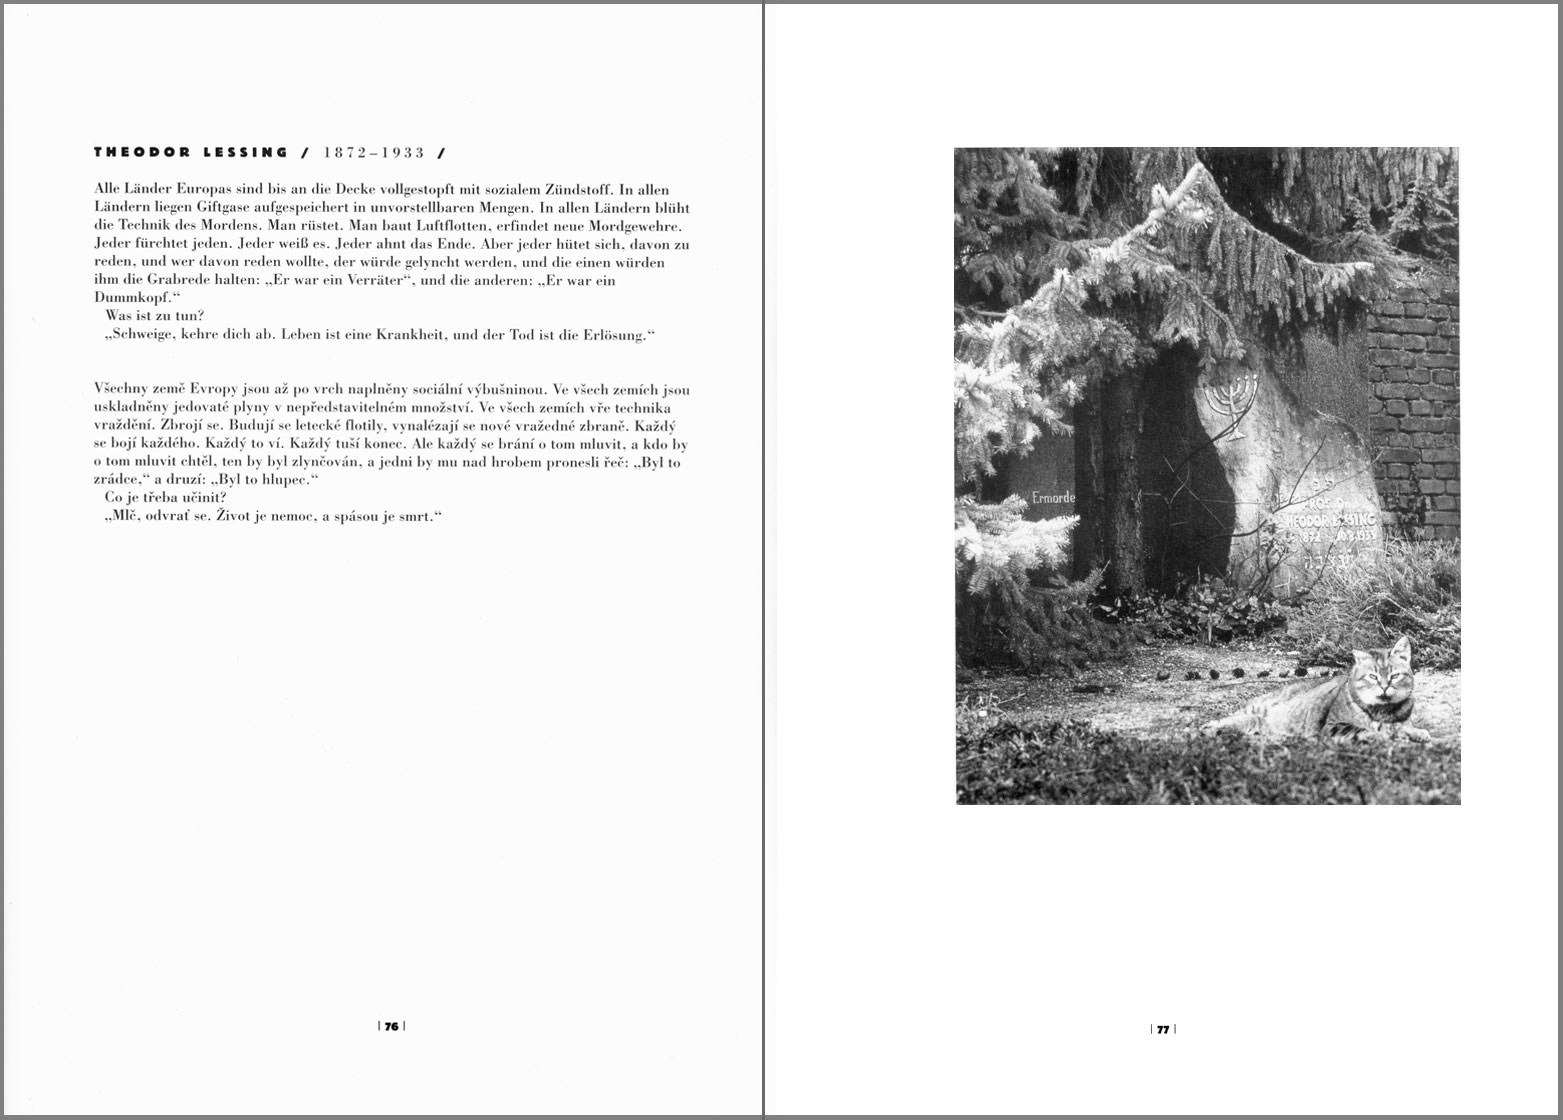 THEODOR LESSING / 1872–1933 /
Alle Länder Europas sind bis an die Decke vollgestopft mit sozialem Zündstoff. In allen
Ländern liegen Giftgase aufgespeichert in unvorstellbaren Mengen. In allen Ländern blüht
die Technik des Mordens. Man rüstet. Man baut Luftflotten, erfindet neue Mordgewehre.
Jeder fürchtet jeden. Jeder weiß es. Jeder ahnt das Ende. Aber jeder hütet sich, davon zu
reden, und wer davon reden wollte, der würde gelyncht werden, und die einen würden
ihm die Grabrede halten: „Er war ein Verräter“, und die anderen: „Er war ein
Dummkopf.“
Was ist zu tun?
„Schweige, kehre dich ab. Leben ist eine Krankheit, und der Tod ist die Erlösung.“
Všechny země Evropy jsou až po vrch naplněny sociální výbušninou. Ve všech zemích jsou
uskladněny jedovaté plyny v nepředstavitelném množství. Ve všech zemích vře technika
vraždění. Zbrojí se. Budují se letecké flotily, vynalézají se nové vražedné zbraně. Každý
se bojí každého. Každý to ví. Každý tuší konec. Ale každý se brání o tom mluvit, a kdo by
o tom mluvit chtěl, ten by byl zlynčován, a jedni by mu nad hrobem pronesli řeč: „Byl to
zrádce,“ a druzí: „Byl to hlupec.“
Co je třeba učinit?
„Mlč, odvrať se. Život je nemoc, a spásou je smrt.“
| 76 |
Ermorde
THEODOR LESSING
1872
| 77 |